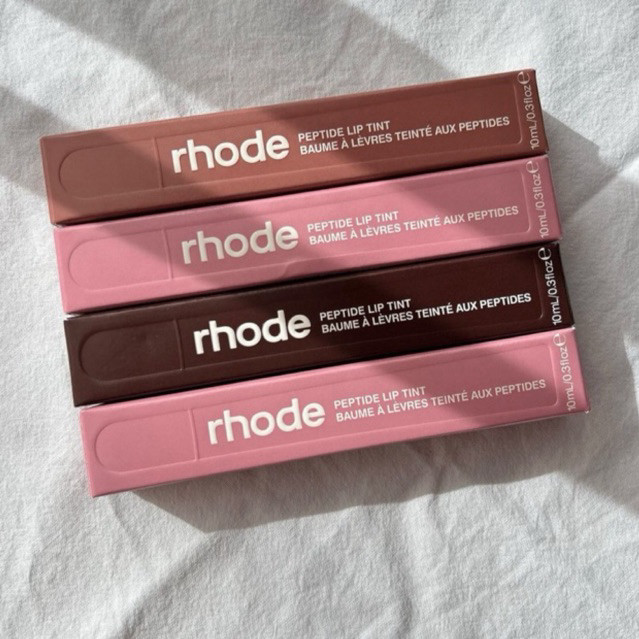 rhode
PEPTIDE LIP TINT
BAUME À LÈVRES TEINTÉ AUX PEPTIDES
10mL/0.3floz℮
rhode
PEPTIDE LIP TINT
BAUME À LÈVRES TEINTÉ AUX PEPTIDES
10mL/0.3floz℮
rhode
PEPTIDE LIP TINT
BAUME À LÈVRES TEINTÉ AUX PEPTIDES
10mL/0.3floz℮
rhode
PEPTIDE LIP TINT
BAUME À LÈVRES TEINTÉ AUX PEPTIDES
10mL/0.3floz℮